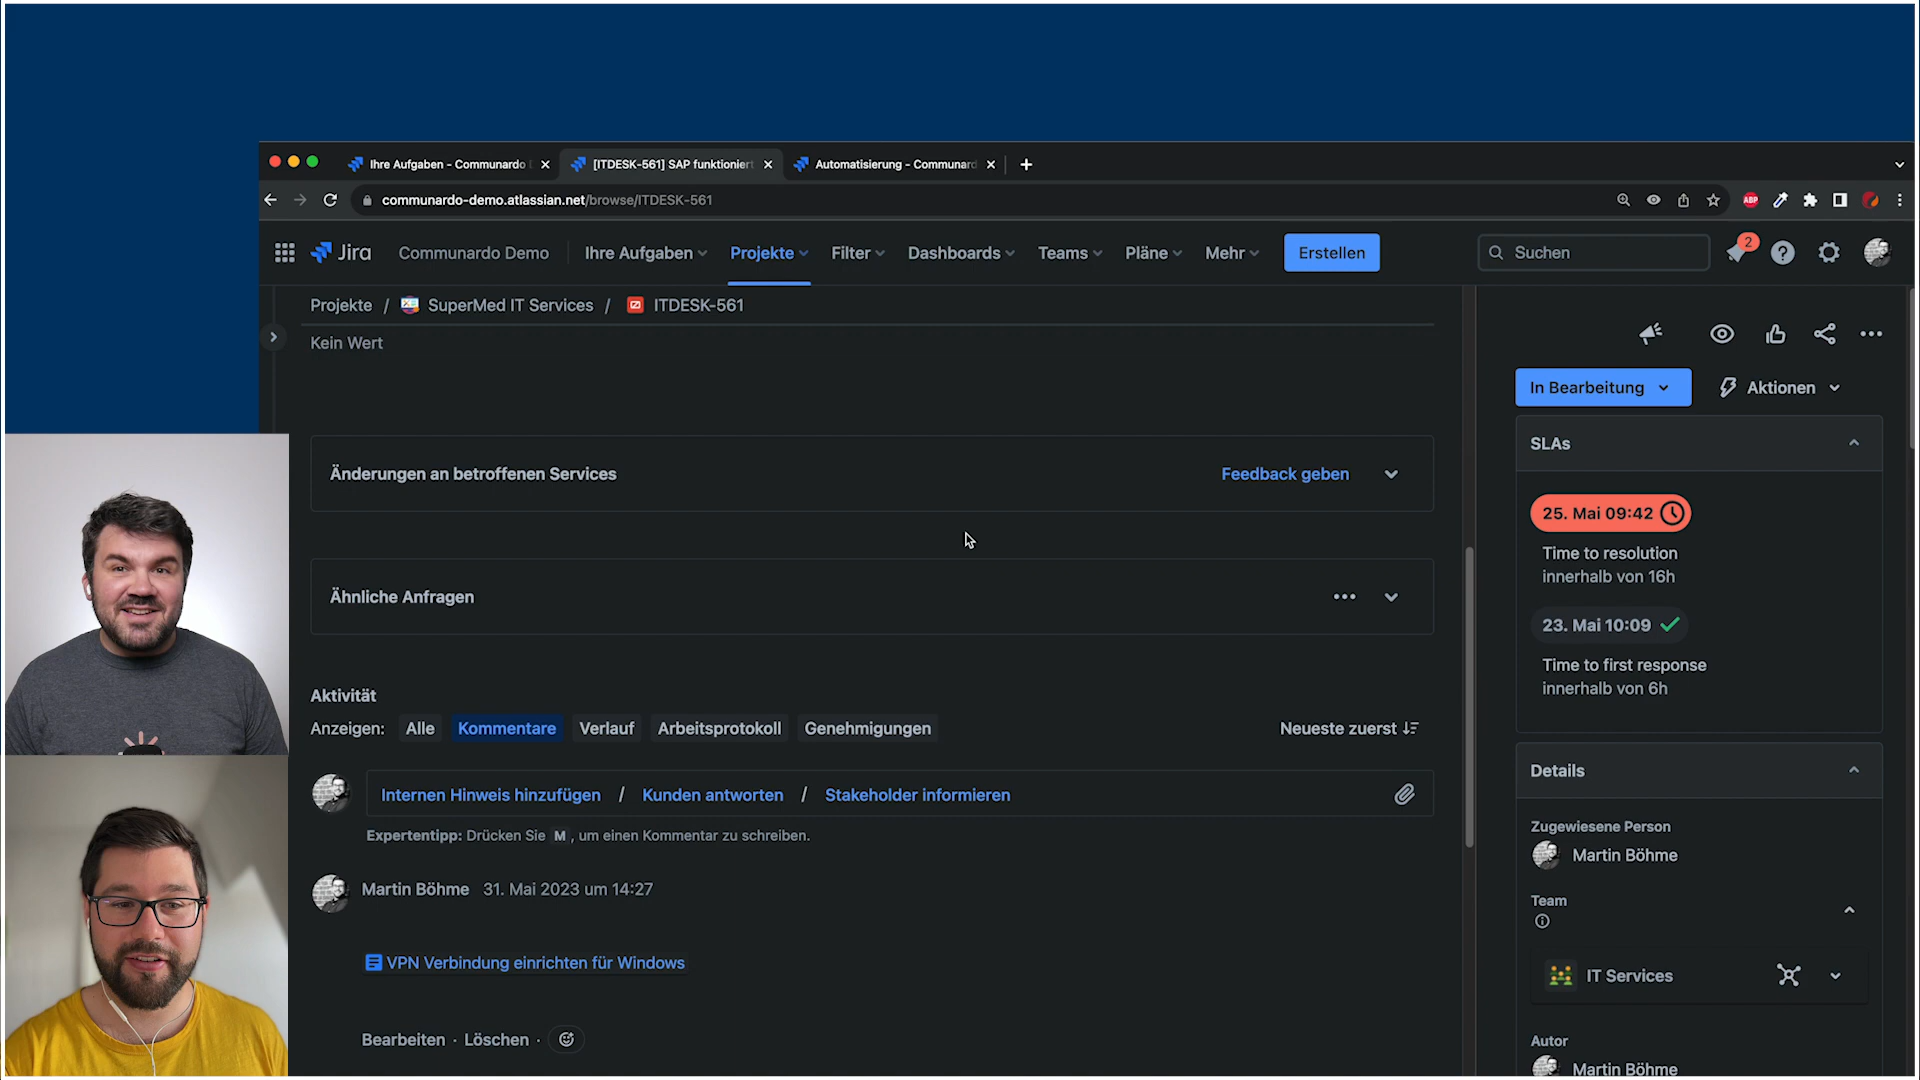 Ihre Aufgaben - Communardo
[ITDESK-561] SAP funktioniert
Automatisierung - Communard
communardo-demo.atlassian.net/browse/ITDESK-561
ABP
Jira
Communardo Demo
Ihre Aufgaben
Projekte
Filter
Dashboards
Teams
Pläne
Mehr
Erstellen
Suchen
2
Projekte / SuperMed IT Services / ITDESK-561
Kein Wert
In Bearbeitung
Aktionen
Änderungen an betroffenen Services
Feedback geben
Ähnliche Anfragen
Aktivität
Anzeigen: Alle Kommentare Verlauf Arbeitsprotokoll Genehmigungen
Neueste zuerst
Internen Hinweis hinzufügen / Kunden antworten / Stakeholder informieren
Expertentipp: Drücken Sie M , um einen Kommentar zu schreiben.
Martin Böhme 31. Mai 2023 um 14:27
VPN Verbindung einrichten für Windows
Bearbeiten · Löschen ·
SLAs
25. Mai 09:42
Time to resolution
innerhalb von 16h
23. Mai 10:09
Time to first response
innerhalb von 6h
Details
Zugewiesene Person
Martin Böhme
Team
IT Services
Autor
Martin Böhme